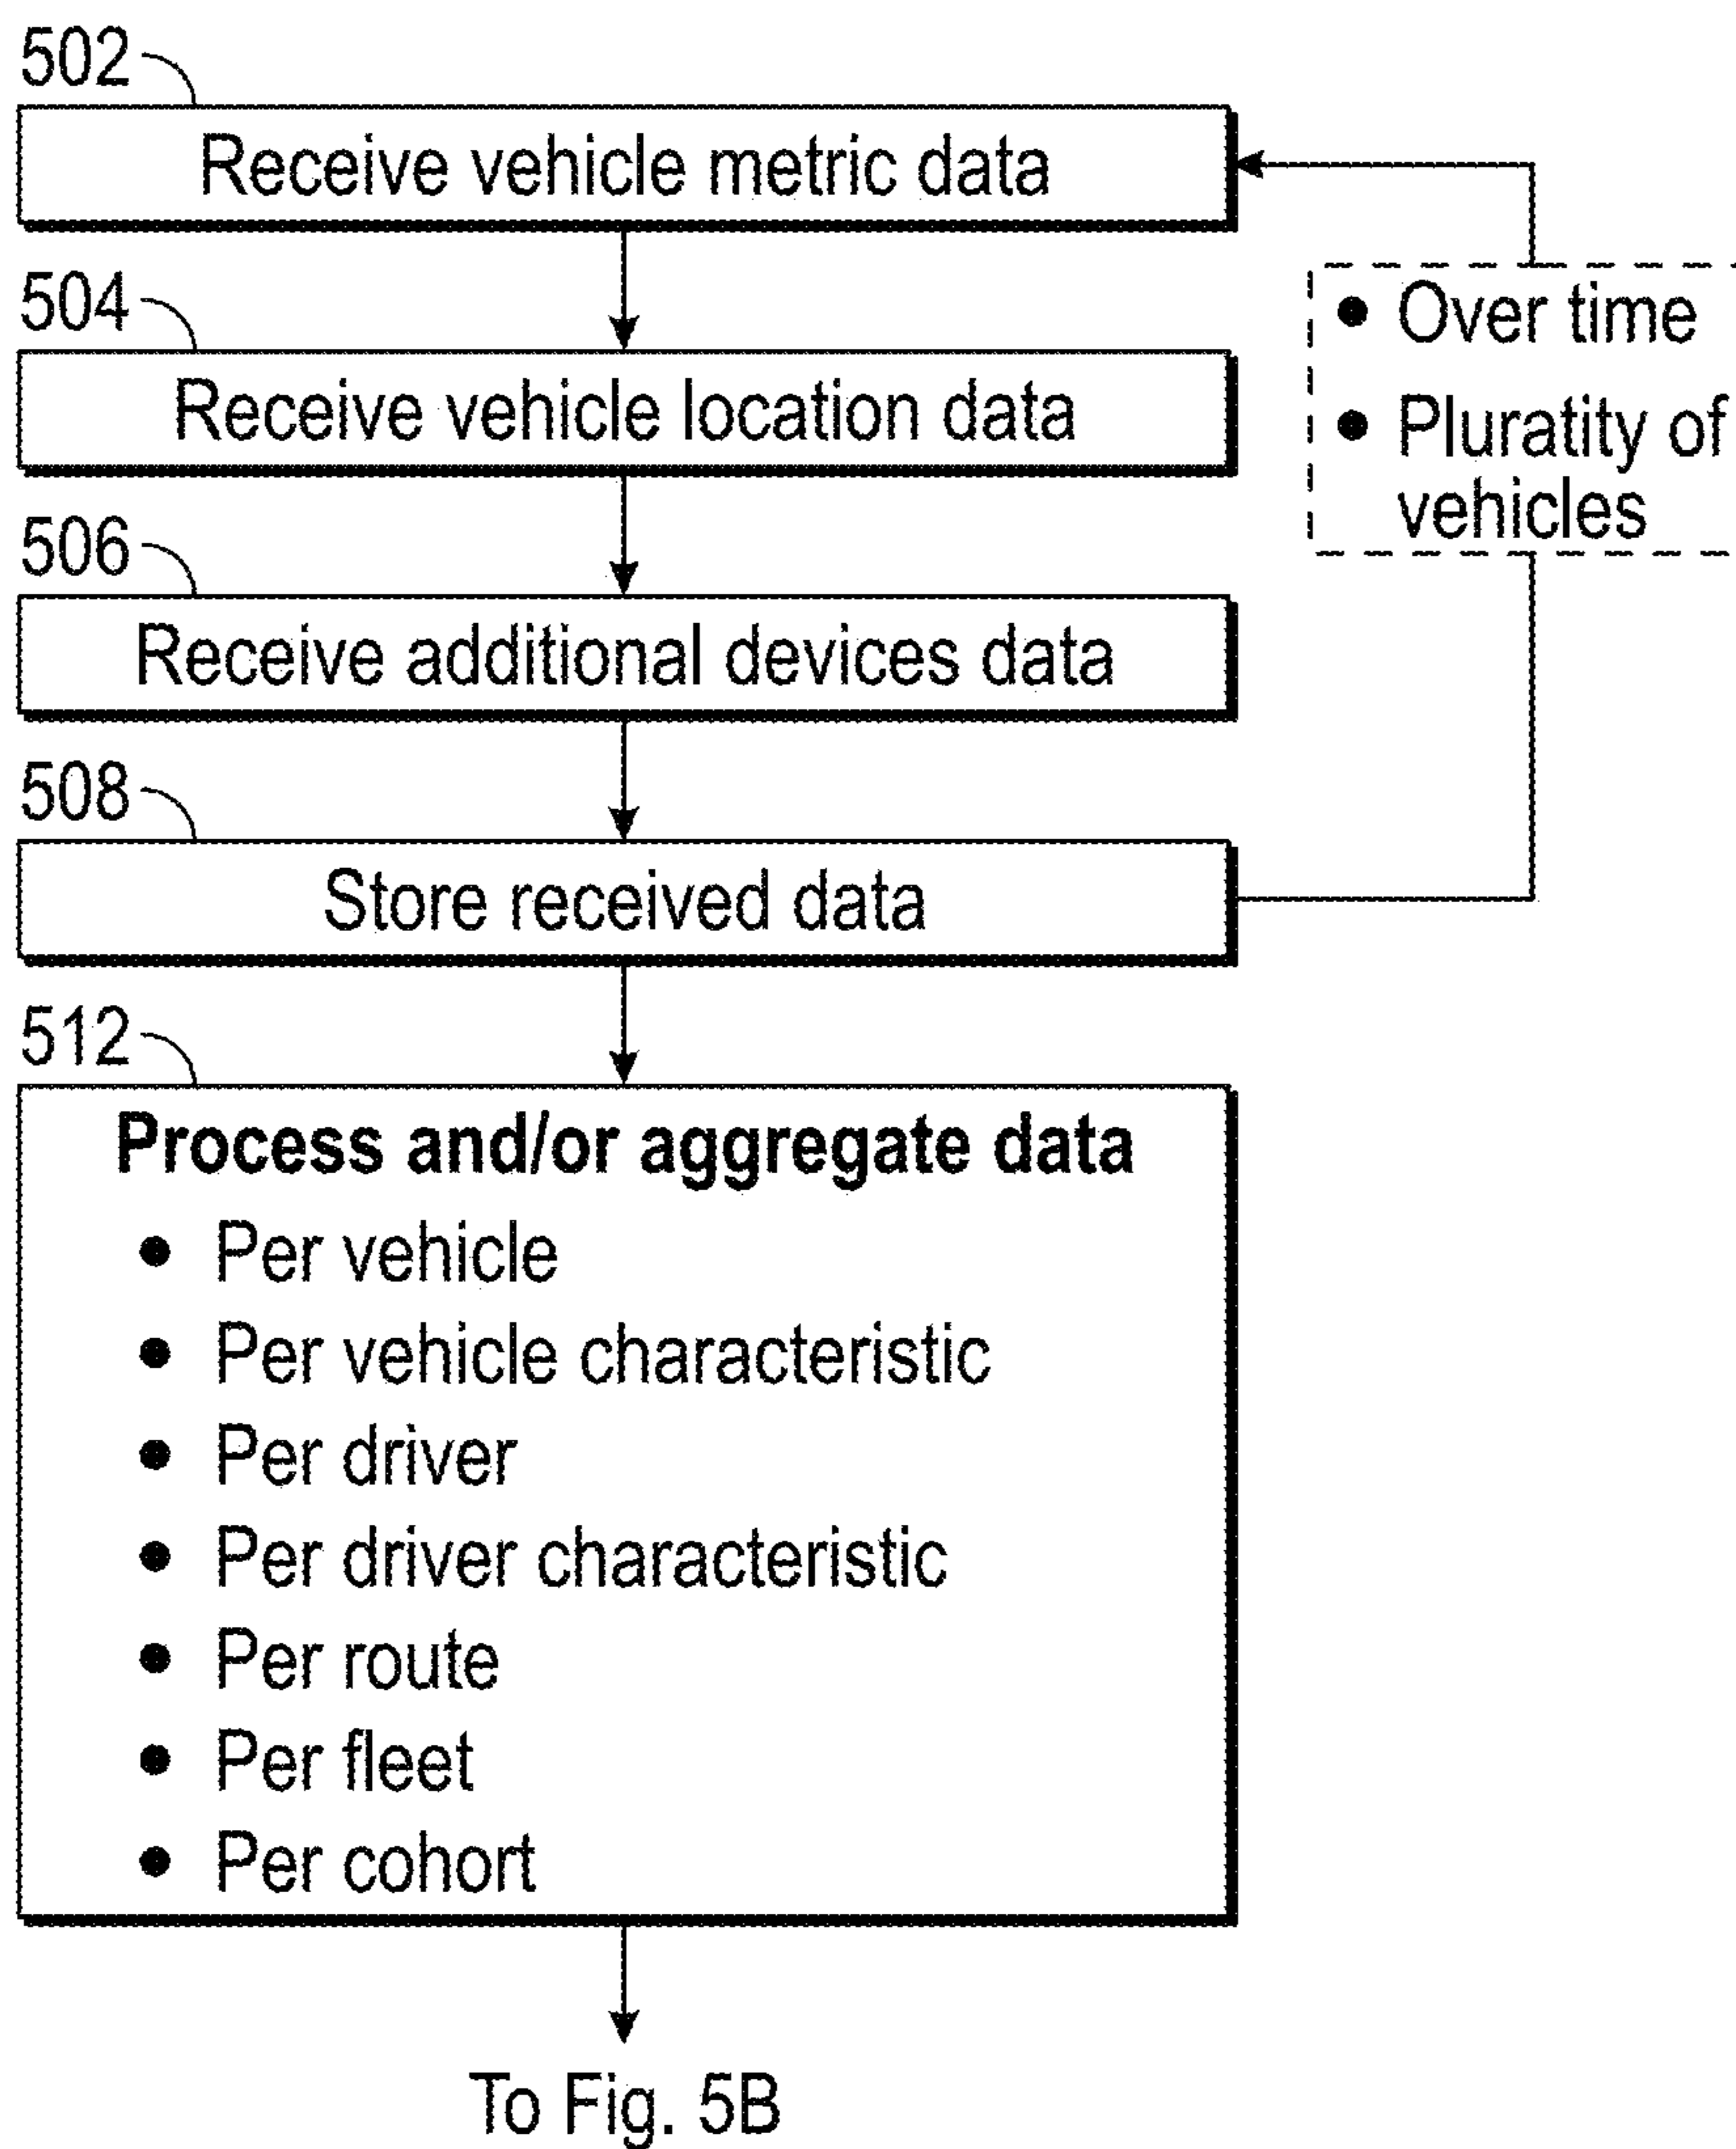 502
Receive vehicle metric data
504
Receive vehicle location data
• Over time
• Pluratity of
vehicles
506
Receive additional devices data
508
Store received data
512
Process and/or aggregate data
• Per vehicle
• Per vehicle characteristic
• Per driver
• Per driver characteristic
• Per route
• Per fleet
• Per cohort
To Fig. 5B